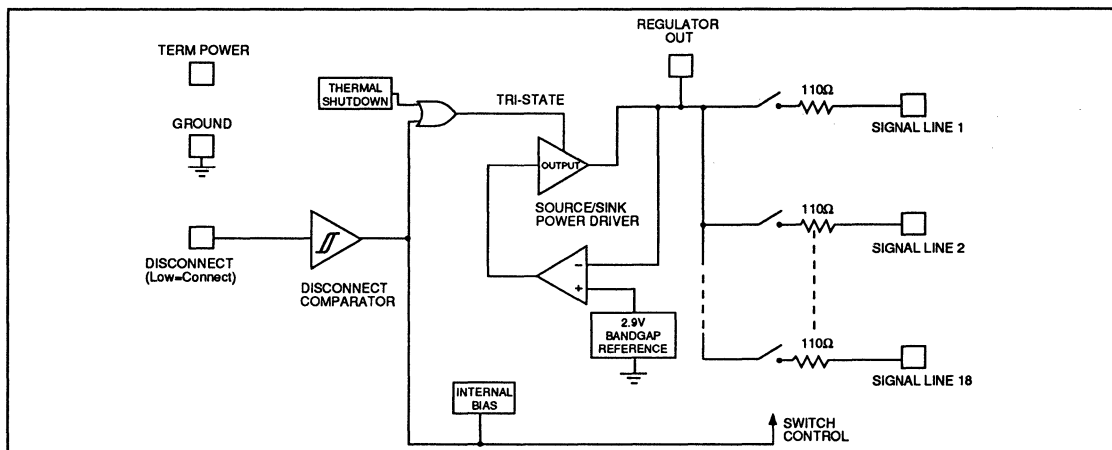 REGULATOR
OUT
TERM POWER
THERMAL
SHUTDOWN
TRI-STATE
110Ω
SIGNAL LINE 1
GROUND
OUTPUT
SOURCE/SINK
POWER DRIVER
110Ω
SIGNAL LINE 2
DISCONNECT
(Low=Connect)
DISCONNECT
COMPARATOR
–
+
2.9V
BANDGAP
REFERENCE
110Ω
SIGNAL LINE 18
INTERNAL
BIAS
SWITCH
CONTROL